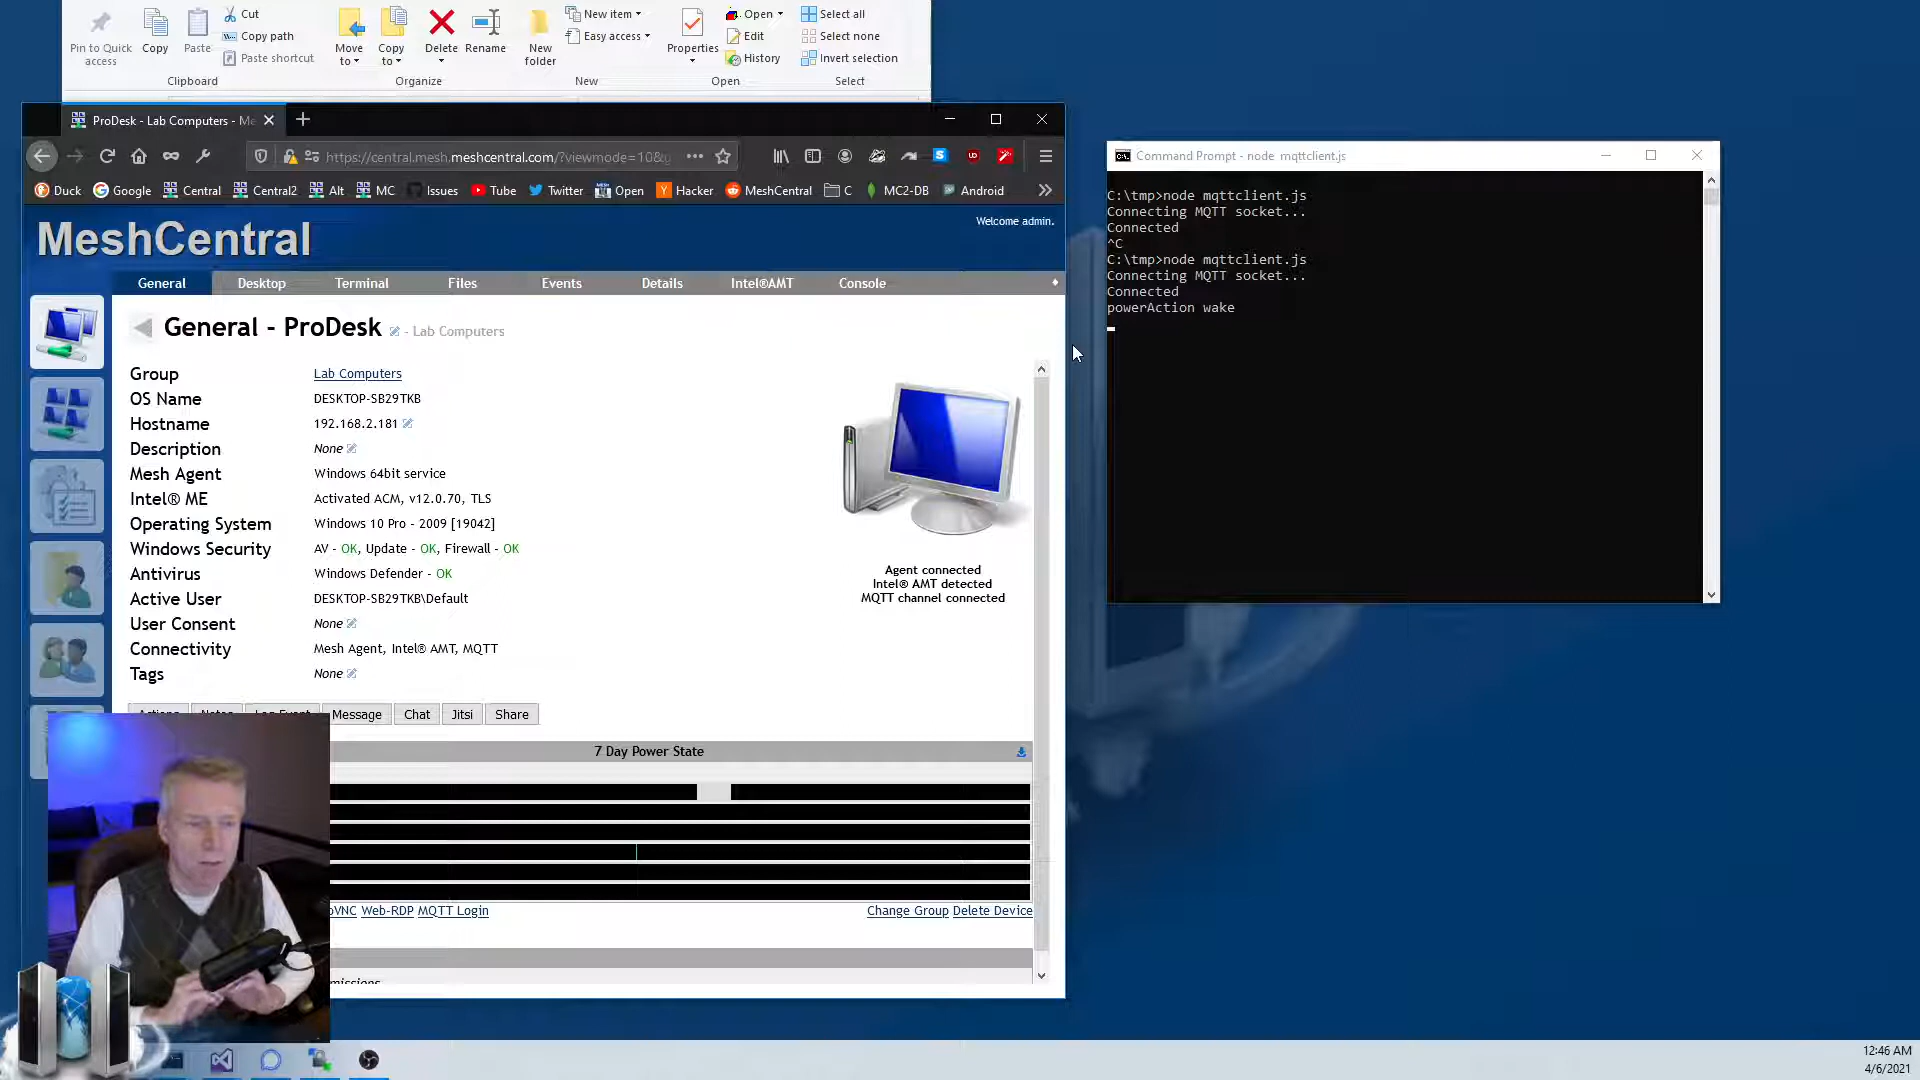 Pin to Quick access
Copy
Paste
Cut
Copy path
Paste shortcut
Clipboard
Move to
Copy to
Delete
Rename
Organize
New folder
New item
Easy access
New
Properties
Open
Edit
History
Open
Select all
Select none
Invert selection
Select
ProDesk - Lab Computers - Me
https://central.mesh.meshcentral.com/?viewmode=10&g
Duck
Google
Central
Central2
Alt
MC
Issues
Tube
Twitter
Open
Hacker
MeshCentral
C
MC2-DB
Android
MeshCentral
Welcome admin.
General
Desktop
Terminal
Files
Events
Details
Intel®AMT
Console
General - ProDesk - Lab Computers
Group Lab Computers
OS Name DESKTOP-SB29TKB
Hostname 192.168.2.181
Description None
Mesh Agent Windows 64bit service
Intel® ME Activated ACM, v12.0.70, TLS
Operating System Windows 10 Pro - 2009 [19042]
Windows Security AV - OK, Update - OK, Firewall - OK
Antivirus Windows Defender - OK
Active User DESKTOP-SB29TKB\Default
User Consent None
Connectivity Mesh Agent, Intel® AMT, MQTT
Tags None
Agent connected
Intel® AMT detected
MQTT channel connected
Actions
Notes
Log Event
Message
Chat
Jitsi
Share
7 Day Power State
oVNC Web-RDP MQTT Login
Change Group Delete Device
missions
Command Prompt - node mqttclient.js
C:\tmp>node mqttclient.js
Connecting MQTT socket...
Connected
^C
C:\tmp>node mqttclient.js
Connecting MQTT socket...
Connected
powerAction wake
12:46 AM
4/6/2021